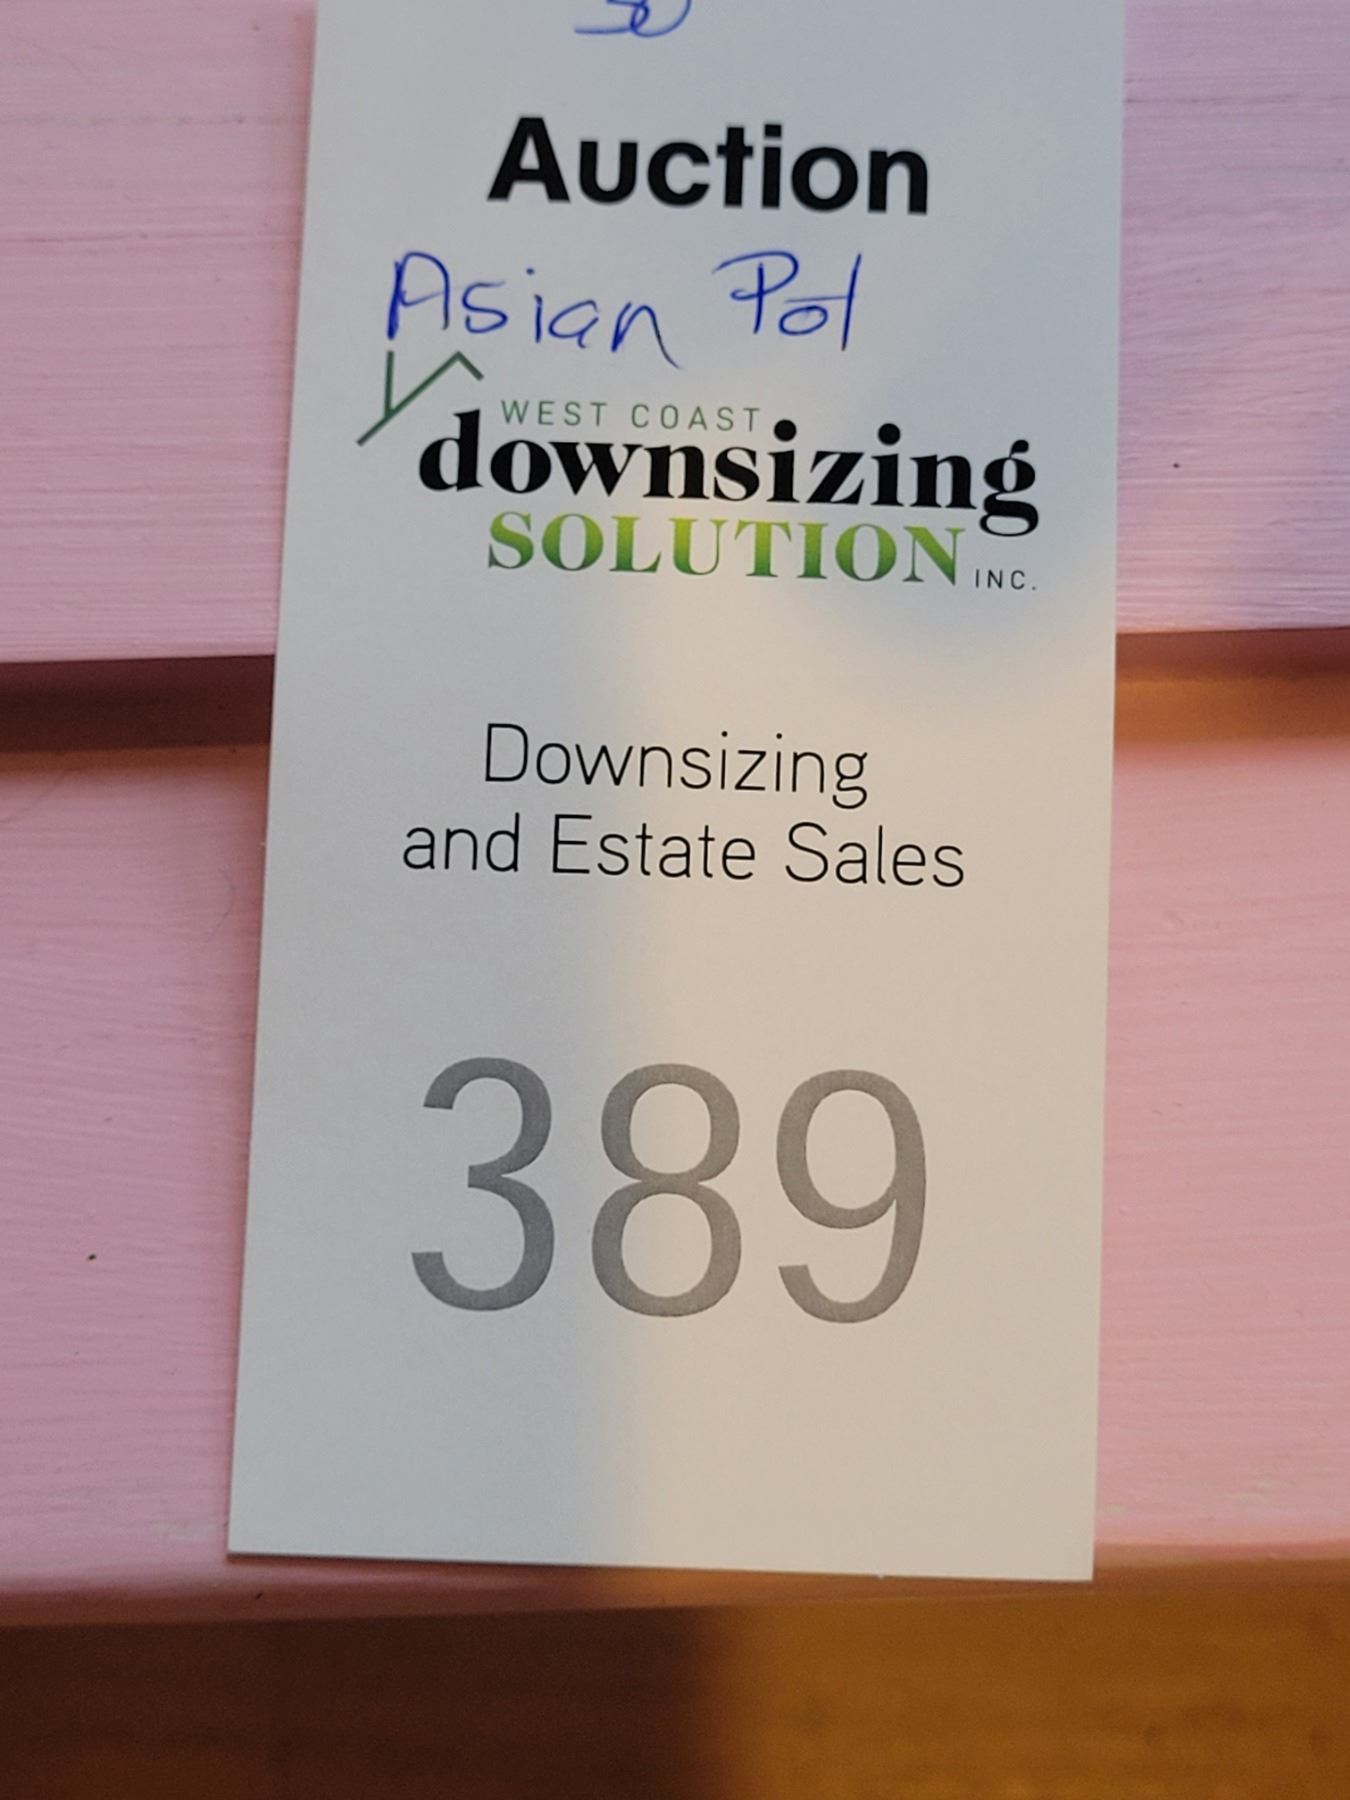 Auction
Asian Pot
WEST COAST
downsizing
SOLUTION INC.
Downsizing
and Estate Sales
389